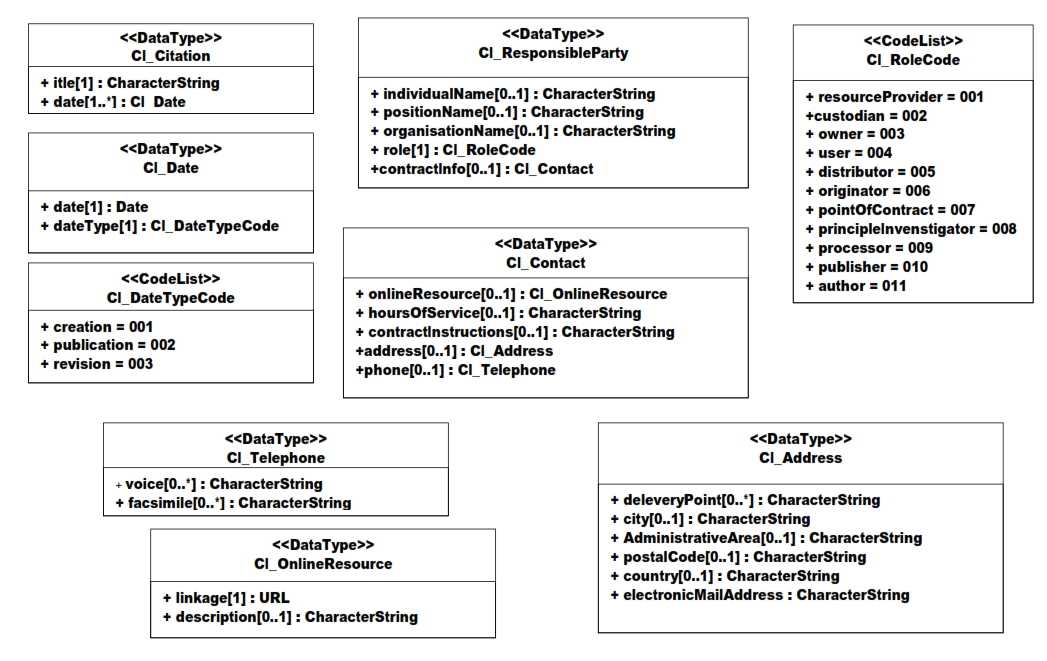 <<DataType>>
CI_Citation
+ itle[1] : CharacterString
+ date[1..*] : CI_Date
<<DataType>>
CI_Date
+ date[1] : Date
+ dateType[1] : CI_DateTypeCode
<<CodeList>>
CI_DateTypeCode
+ creation = 001
+ publication = 002
+ revision = 003
<<DataType>>
CI_ResponsibleParty
+ individualName[0..1] : CharacterString
+ positionName[0..1] : CharacterString
+ organisationName[0..1] : CharacterString
+ role[1] : CI_RoleCode
+contractInfo[0..1] : CI_Contact
<<DataType>>
CI_Contact
+ onlineResource[0..1] : CI_OnlineResource
+ hoursOfService[0..1] : CharacterString
+ contractInstructions[0..1] : CharacterString
+address[0..1] : CI_Address
+phone[0..1] : CI_Telephone
<<CodeList>>
CI_RoleCode
+ resourceProvider = 001
+custodian = 002
+ owner = 003
+ user = 004
+ distributor = 005
+ originator = 006
+ pointOfContract = 007
+ principleInvenstigator = 008
+ processor = 009
+ publisher = 010
+ author = 011
<<DataType>>
CI_Telephone
+ voice[0..*] : CharacterString
+ facsimile[0..*] : CharacterString
<<DataType>>
CI_OnlineResource
+ linkage[1] : URL
+ description[0..1] : CharacterString
<<DataType>>
CI_Address
+ deleveryPoint[0..*] : CharacterString
+ city[0..1] : CharacterString
+ AdministrativeArea[0..1] : CharacterString
+ postalCode[0..1] : CharacterString
+ country[0..1] : CharacterString
+ electronicMailAddress : CharacterString